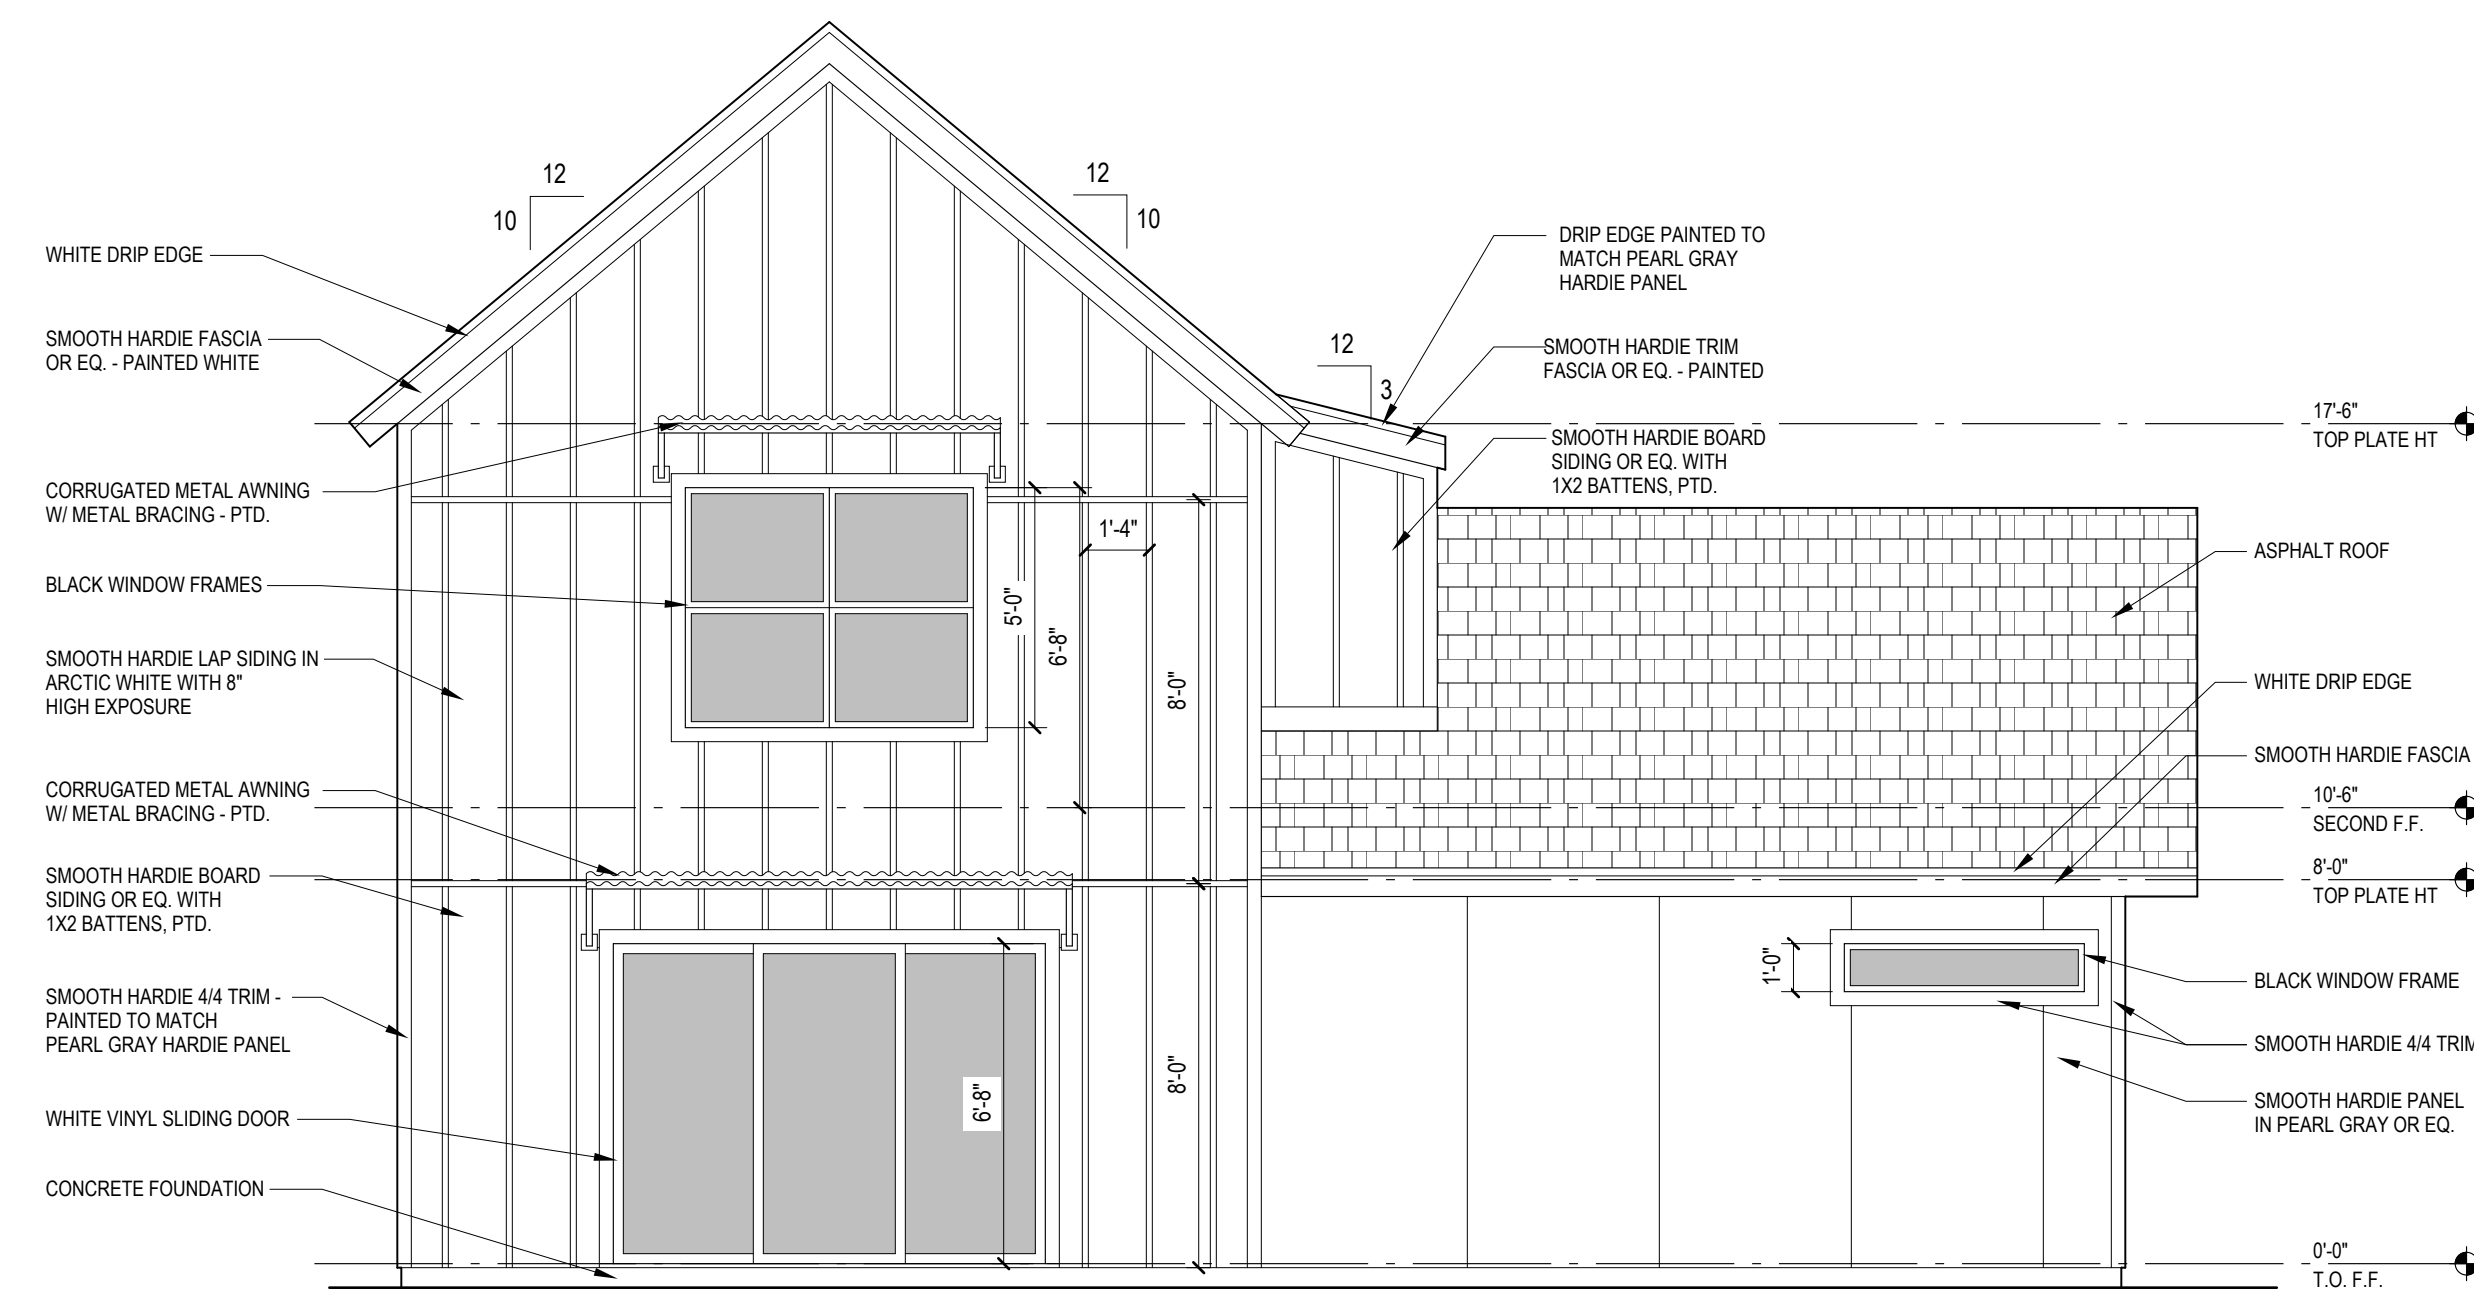 12
10
12
10
12
3
WHITE DRIP EDGE
SMOOTH HARDIE FASCIA
OR EQ. - PAINTED WHITE
CORRUGATED METAL AWNING
W/ METAL BRACING - PTD.
BLACK WINDOW FRAMES
SMOOTH HARDIE LAP SIDING IN
ARCTIC WHITE WITH 8"
HIGH EXPOSURE
CORRUGATED METAL AWNING
W/ METAL BRACING - PTD.
SMOOTH HARDIE BOARD
SIDING OR EQ. WITH
1X2 BATTENS, PTD.
SMOOTH HARDIE 4/4 TRIM -
PAINTED TO MATCH
PEARL GRAY HARDIE PANEL
WHITE VINYL SLIDING DOOR
CONCRETE FOUNDATION
5'-0"
6'-8"
1'-4"
8'-0"
6'-8"
8'-0"
1'-0"
DRIP EDGE PAINTED TO
MATCH PEARL GRAY
HARDIE PANEL
SMOOTH HARDIE TRIM
FASCIA OR EQ. - PAINTED
SMOOTH HARDIE BOARD
SIDING OR EQ. WITH
1X2 BATTENS, PTD.
17'-6"
TOP PLATE HT
ASPHALT ROOF
WHITE DRIP EDGE
SMOOTH HARDIE FASCIA
10'-6"
SECOND F.F.
8'-0"
TOP PLATE HT
BLACK WINDOW FRAME
SMOOTH HARDIE 4/4 TRIM
SMOOTH HARDIE PANEL
IN PEARL GRAY OR EQ.
0'-0"
T.O. F.F.